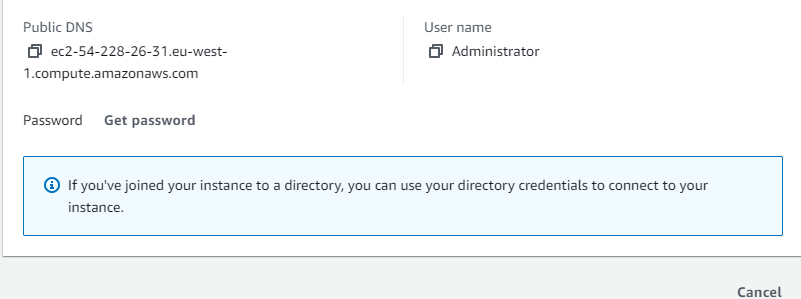 Public DNS
ec2-54-228-26-31.eu-west-
1.compute.amazonaws.com
User name
Administrator
Password Get password
If you've joined your instance to a directory, you can use your directory credentials to connect to your
instance.
Cancel